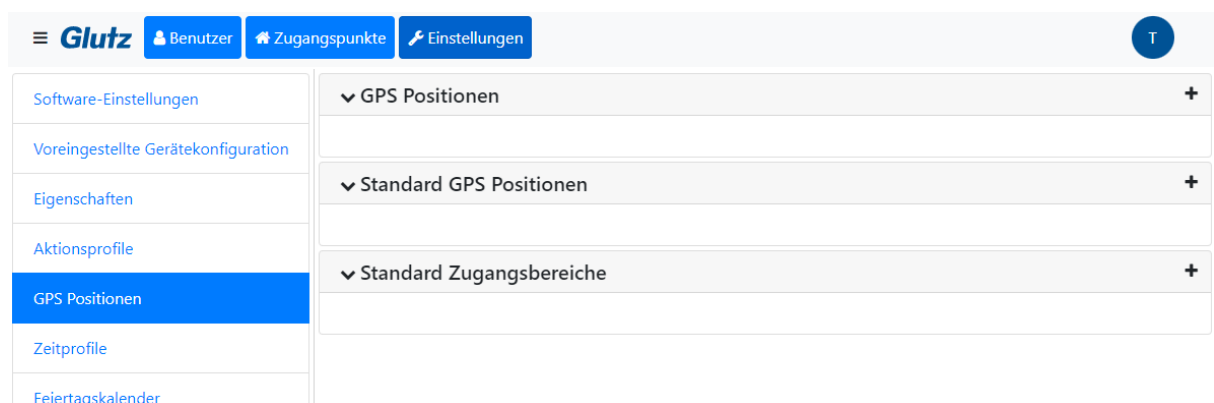 Glutz Benutzer Zugangspunkte Einstellungen T
Software-Einstellungen
Voreingestellte Gerätekonfiguration
Eigenschaften
Aktionsprofile
GPS Positionen
Zeitprofile
Feiertagskalender
GPS Positionen
Standard GPS Positionen
Standard Zugangsbereiche